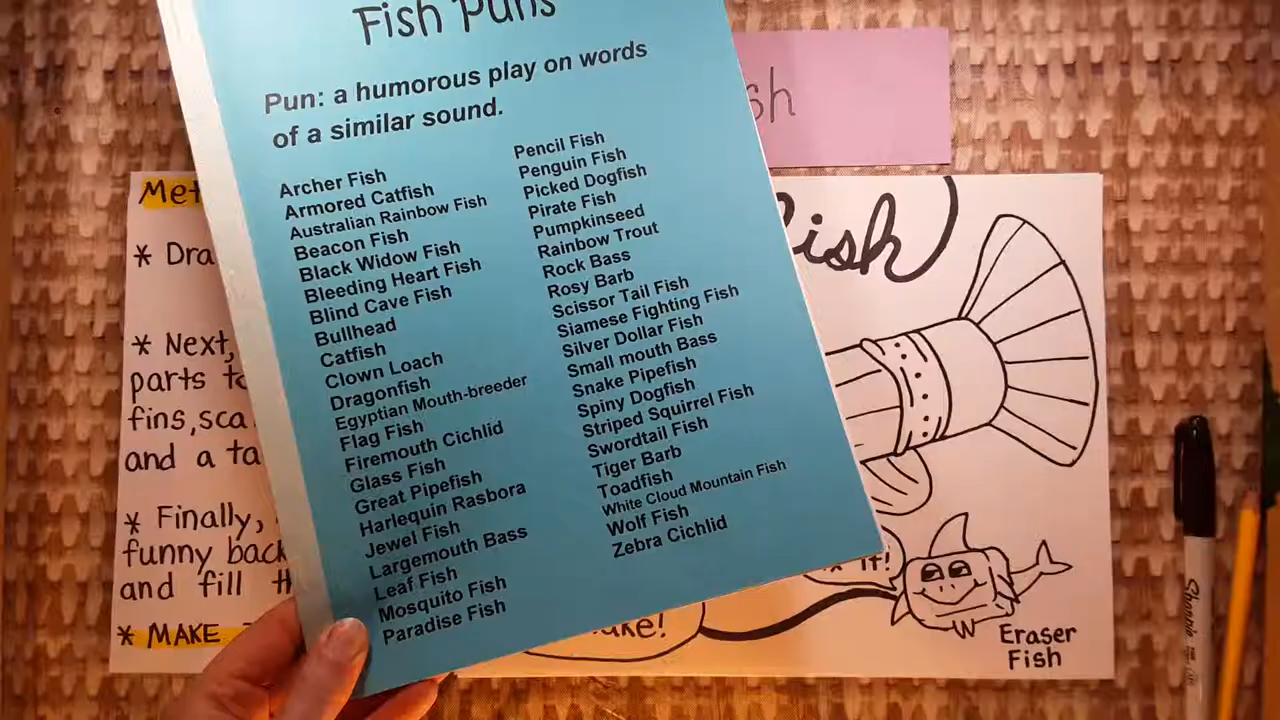 Fish Puns
Pun: a humorous play on words
of a similar sound.
Archer Fish
Armored Catfish
Australian Rainbow Fish
Beacon Fish
Black Widow Fish
Bleeding Heart Fish
Blind Cave Fish
Bullhead
Catfish
Clown Loach
Dragonfish
Egyptian Mouth-breeder
Flag Fish
Firemouth Cichlid
Glass Fish
Great Pipefish
Harlequin Rasbora
Jewel Fish
Largemouth Bass
Leaf Fish
Mosquito Fish
Paradise Fish
Pencil Fish
Penguin Fish
Picked Dogfish
Pirate Fish
Pumpkinseed
Rainbow Trout
Rock Bass
Rosy Barb
Scissor Tail Fish
Siamese Fighting Fish
Silver Dollar Fish
Small mouth Bass
Snake Pipefish
Spiny Dogfish
Striped Squirrel Fish
Swordtail Fish
Tiger Barb
Toadfish
White Cloud Mountain Fish
Wolf Fish
Zebra Cichlid
sh
Met
* Dra
* Next,
parts to
fins, sca
and a ta
* Finally,
funny back
and fill th
* MAKE
ish
it!
ake!
Eraser
Fish
Sharpie